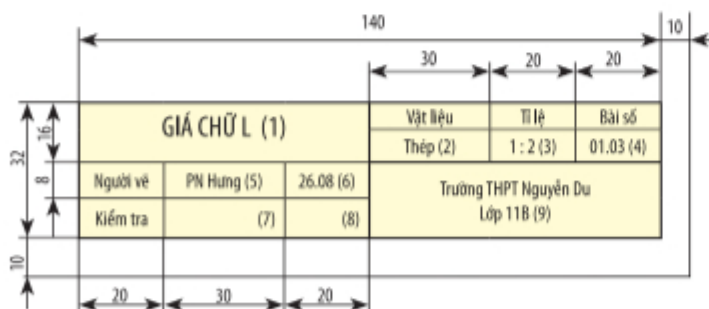 140
10
30
20
20
GIÁ CHỮ L (1)
Vật liệu
Tỉ lệ
Bài số
Thép (2)
1 : 2 (3)
01.03 (4)
32
16
8
Người vẽ
PN Hưng (5)
26.08 (6)
Trường THPT Nguyễn Du
Lớp 11B (9)
Kiểm tra
(7)
(8)
10
20
30
20